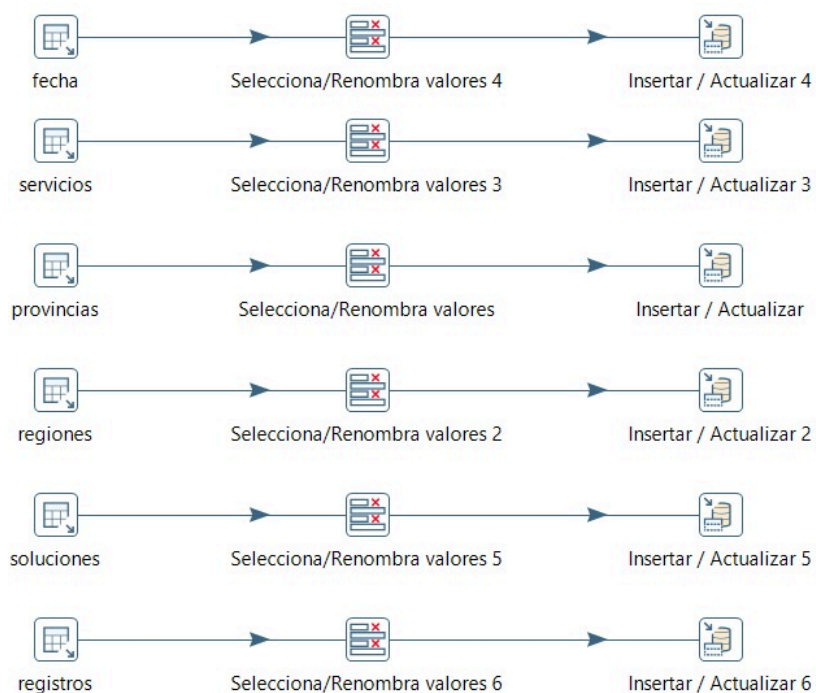 fecha Selecciona/Renombra valores 4 Insertar / Actualizar 4
servicios Selecciona/Renombra valores 3 Insertar / Actualizar 3
provincias Selecciona/Renombra valores Insertar / Actualizar
regiones Selecciona/Renombra valores 2 Insertar / Actualizar 2
soluciones Selecciona/Renombra valores 5 Insertar / Actualizar 5
registros Selecciona/Renombra valores 6 Insertar / Actualizar 6